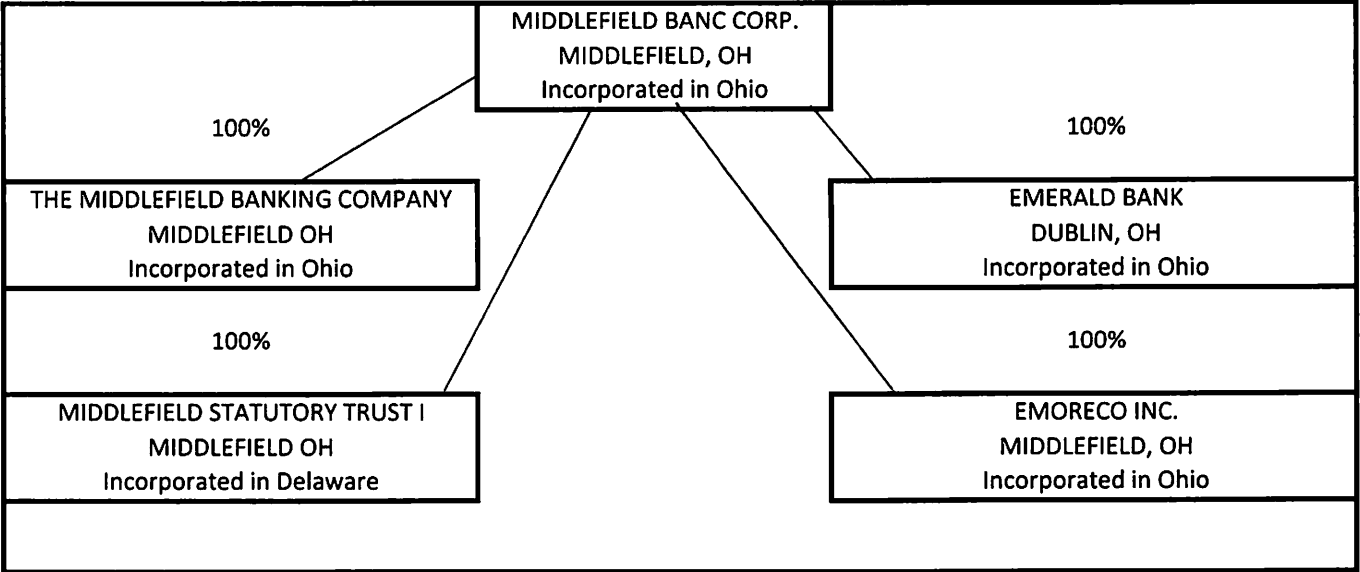 MIDDLEFIELD BANC CORP.
MIDDLEFIELD, OH
Incorporated in Ohio
100%
100%
THE MIDDLEFIELD BANKING COMPANY
MIDDLEFIELD OH
Incorporated in Ohio
EMERALD BANK
DUBLIN, OH
Incorporated in Ohio
100%
100%
MIDDLEFIELD STATUTORY TRUST I
MIDDLEFIELD OH
Incorporated in Delaware
EMORECO INC.
MIDDLEFIELD, OH
Incorporated in Ohio